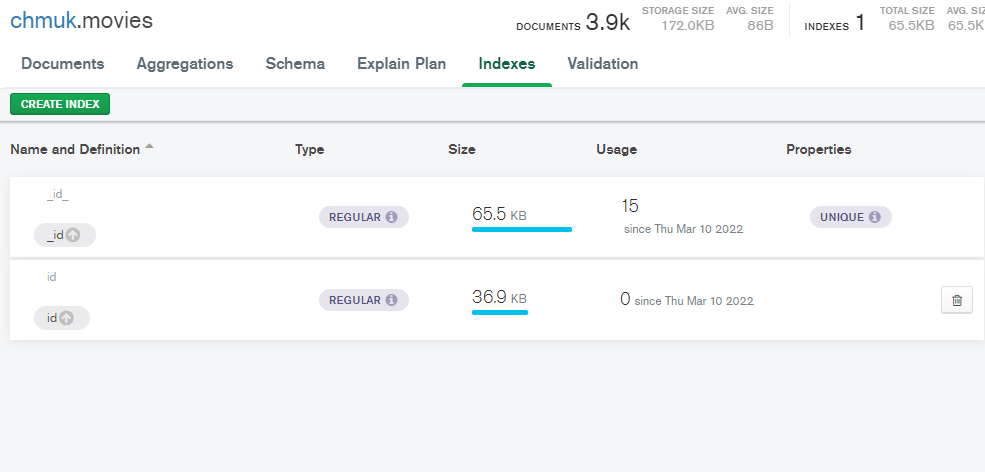 chmuk.movies
DOCUMENTS 3.9k STORAGE SIZE 172.0KB AVG. SIZE 86B INDEXES 1 TOTAL SIZE 65.5KB AVG. SIZ 65.5K
Documents Aggregations Schema Explain Plan Indexes Validation
CREATE INDEX
Name and Definition Type Size Usage Properties
_id_
_id REGULAR 65.5 KB 15 since Thu Mar 10 2022 UNIQUE
id
id REGULAR 36.9 KB 0 since Thu Mar 10 2022